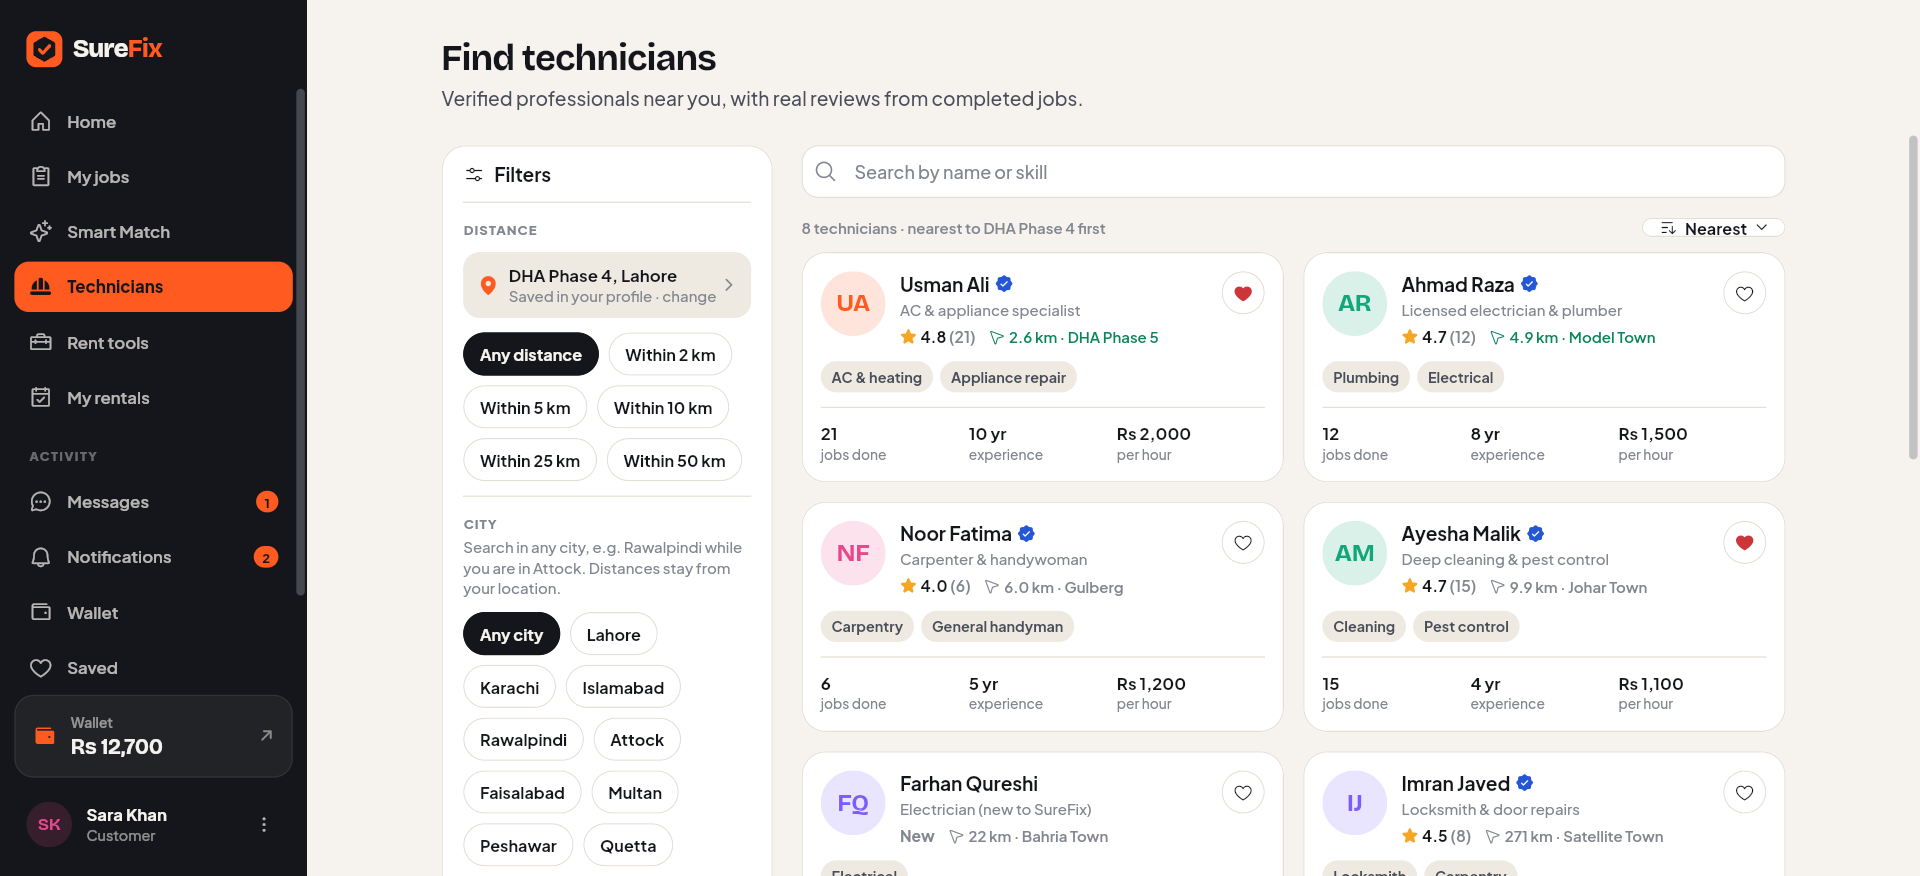 SureFix
Home
My jobs
Smart Match
Technicians
Rent tools
My rentals
ACTIVITY
Messages
1
Notifications
2
Wallet
Saved
Wallet
Rs 12,700
SK
Sara Khan
Customer
Find technicians
Verified professionals near you, with real reviews from completed jobs.
Filters
DISTANCE
DHA Phase 4, Lahore
Saved in your profile · change
Any distance
Within 2 km
Within 5 km
Within 10 km
Within 25 km
Within 50 km
CITY
Search in any city, e.g. Rawalpindi while
you are in Attock. Distances stay from
your location.
Any city
Lahore
Karachi
Islamabad
Rawalpindi
Attock
Faisalabad
Multan
Peshawar
Quetta
Search by name or skill
8 technicians · nearest to DHA Phase 4 first
Nearest
UA
Usman Ali
AC & appliance specialist
4.8 (21) 2.6 km · DHA Phase 5
AC & heating
Appliance repair
21
jobs done
10 yr
experience
Rs 2,000
per hour
AR
Ahmad Raza
Licensed electrician & plumber
4.7 (12) 4.9 km · Model Town
Plumbing
Electrical
12
jobs done
8 yr
experience
Rs 1,500
per hour
NF
Noor Fatima
Carpenter & handywoman
4.0 (6) 6.0 km · Gulberg
Carpentry
General handyman
6
jobs done
5 yr
experience
Rs 1,200
per hour
AM
Ayesha Malik
Deep cleaning & pest control
4.7 (15) 9.9 km · Johar Town
Cleaning
Pest control
15
jobs done
4 yr
experience
Rs 1,100
per hour
FQ
Farhan Qureshi
Electrician (new to SureFix)
New 22 km · Bahria Town
Electrical
IJ
Imran Javed
Locksmith & door repairs
4.5 (8) 271 km · Satellite Town
Locksmith
Carpentry